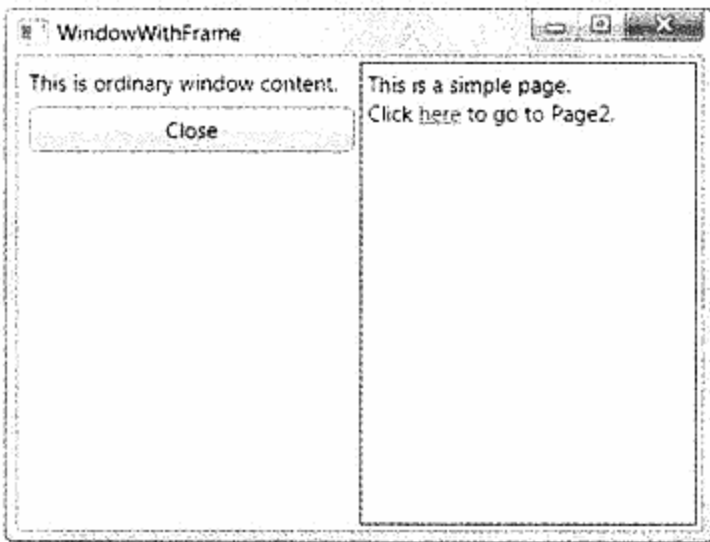 WindowWithFrame
This is ordinary window content.
Close
This is a simple page.
Click here to go to Page2.